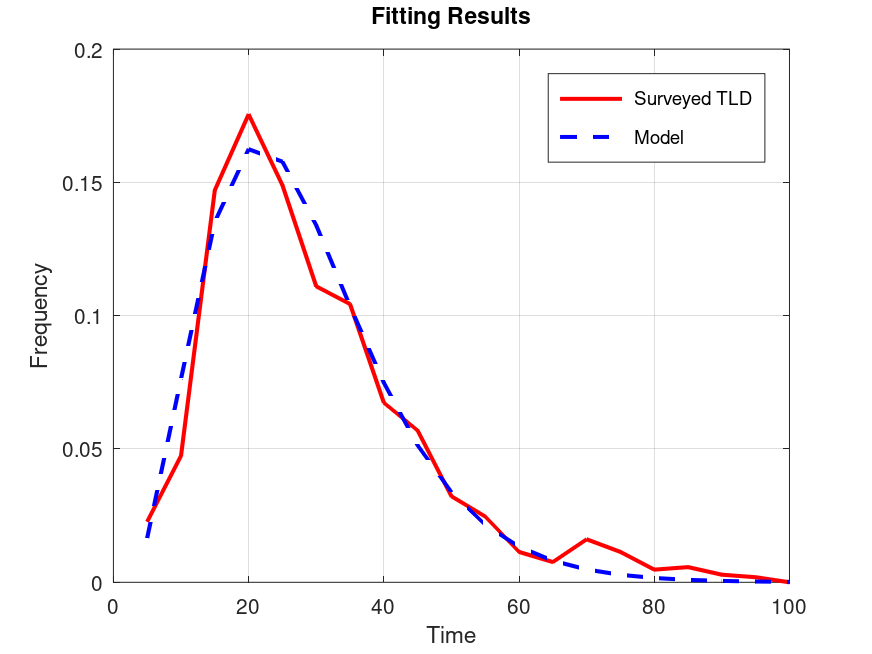 Fitting Results
0.2
0.15
0.1
0.05
0
Frequency
Surveyed TLD
Model
0 20 40 60 80 100
Time